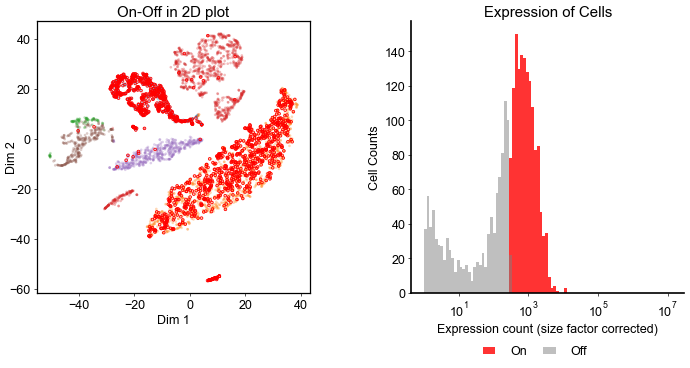 On-Off in 2D plot
40
20
0
−20
−40
−60
Dim 2
−40 −20 0 20 40
Dim 1
Expression of Cells
140
120
100
80
60
40
20
0
Cell Counts
10^1 10^3 10^5 10^7
Expression count (size factor corrected)
On Off